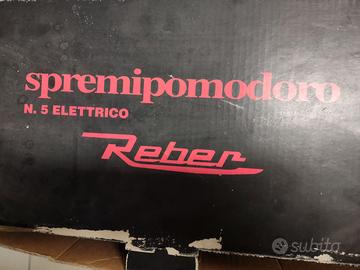 spremipomodoro
N. 5 ELETTRICO
Reber
subito